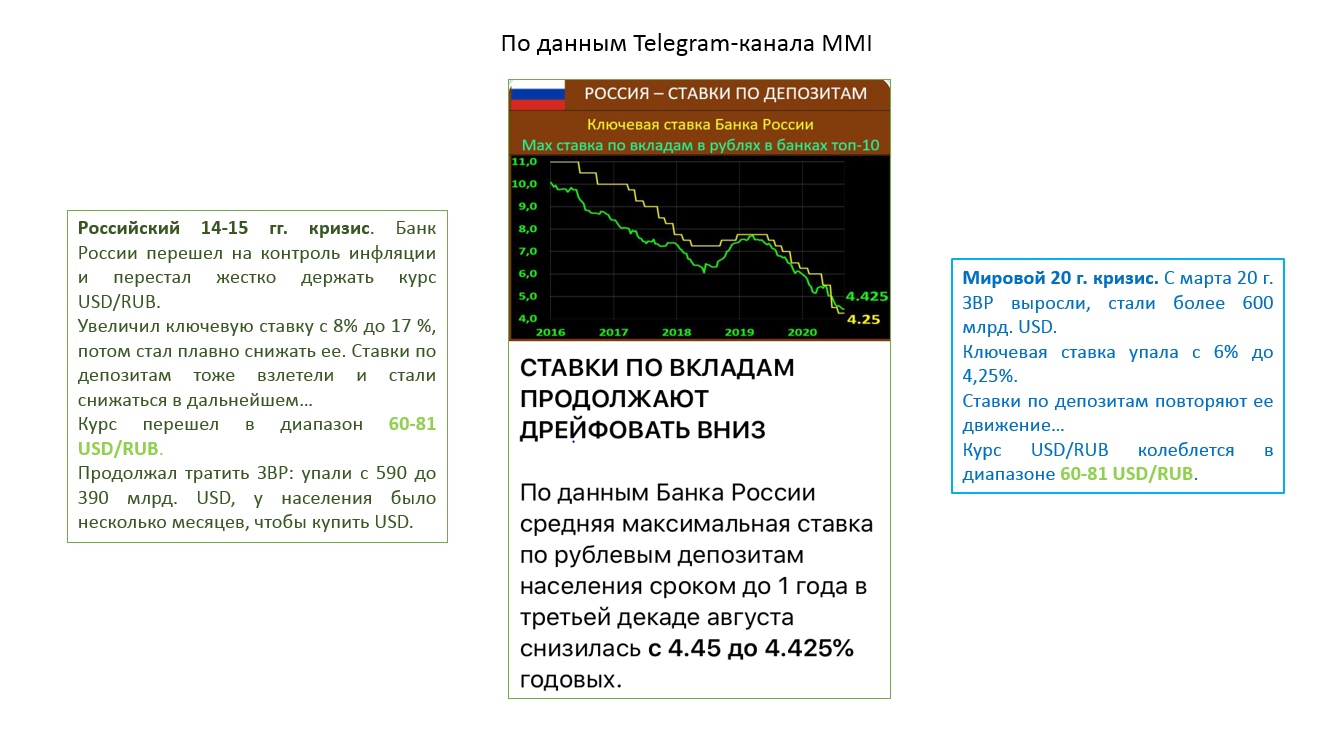 По данным Telegram-канала MMI
Российский 14-15 гг. кризис. Банк
России перешел на контроль инфляции
и перестал жестко держать курс
USD/RUB.
Увеличил ключевую ставку с 8% до 17 %,
потом стал плавно снижать ее. Ставки по
депозитам тоже взлетели и стали
снижаться в дальнейшем...
Курс перешел в диапазон 60-81
USD/RUB.
Продолжал тратить ЗВР: упали с 590 до
390 млрд. USD, у населения было
несколько месяцев, чтобы купить USD.
РОССИЯ – СТАВКИ ПО ДЕПОЗИТАМ
Ключевая ставка Банка России
Мах ставка по вкладам в рублях в банках топ-10
11,0
10,0
9,0
8,0
7,0
6,0
5,0
4,0
4.425
4.25
2016 2017 2018 2019 2020
СТАВКИ ПО ВКЛАДАМ
ПРОДОЛЖАЮТ
ДРЕЙФОВАТЬ ВНИЗ
По данным Банка России
средняя максимальная ставка
по рублевым депозитам
населения сроком до 1 года в
третьей декаде августа
снизилась с 4.45 до 4.425%
годовых.
Мировой 20 г. кризис. С марта 20 г.
ЗВР выросли, стали более 600
млрд. USD.
Ключевая ставка упала с 6% до
4,25%.
Ставки по депозитам повторяют ее
движение...
Курс USD/RUB колеблется в
диапазоне 60-81 USD/RUB.